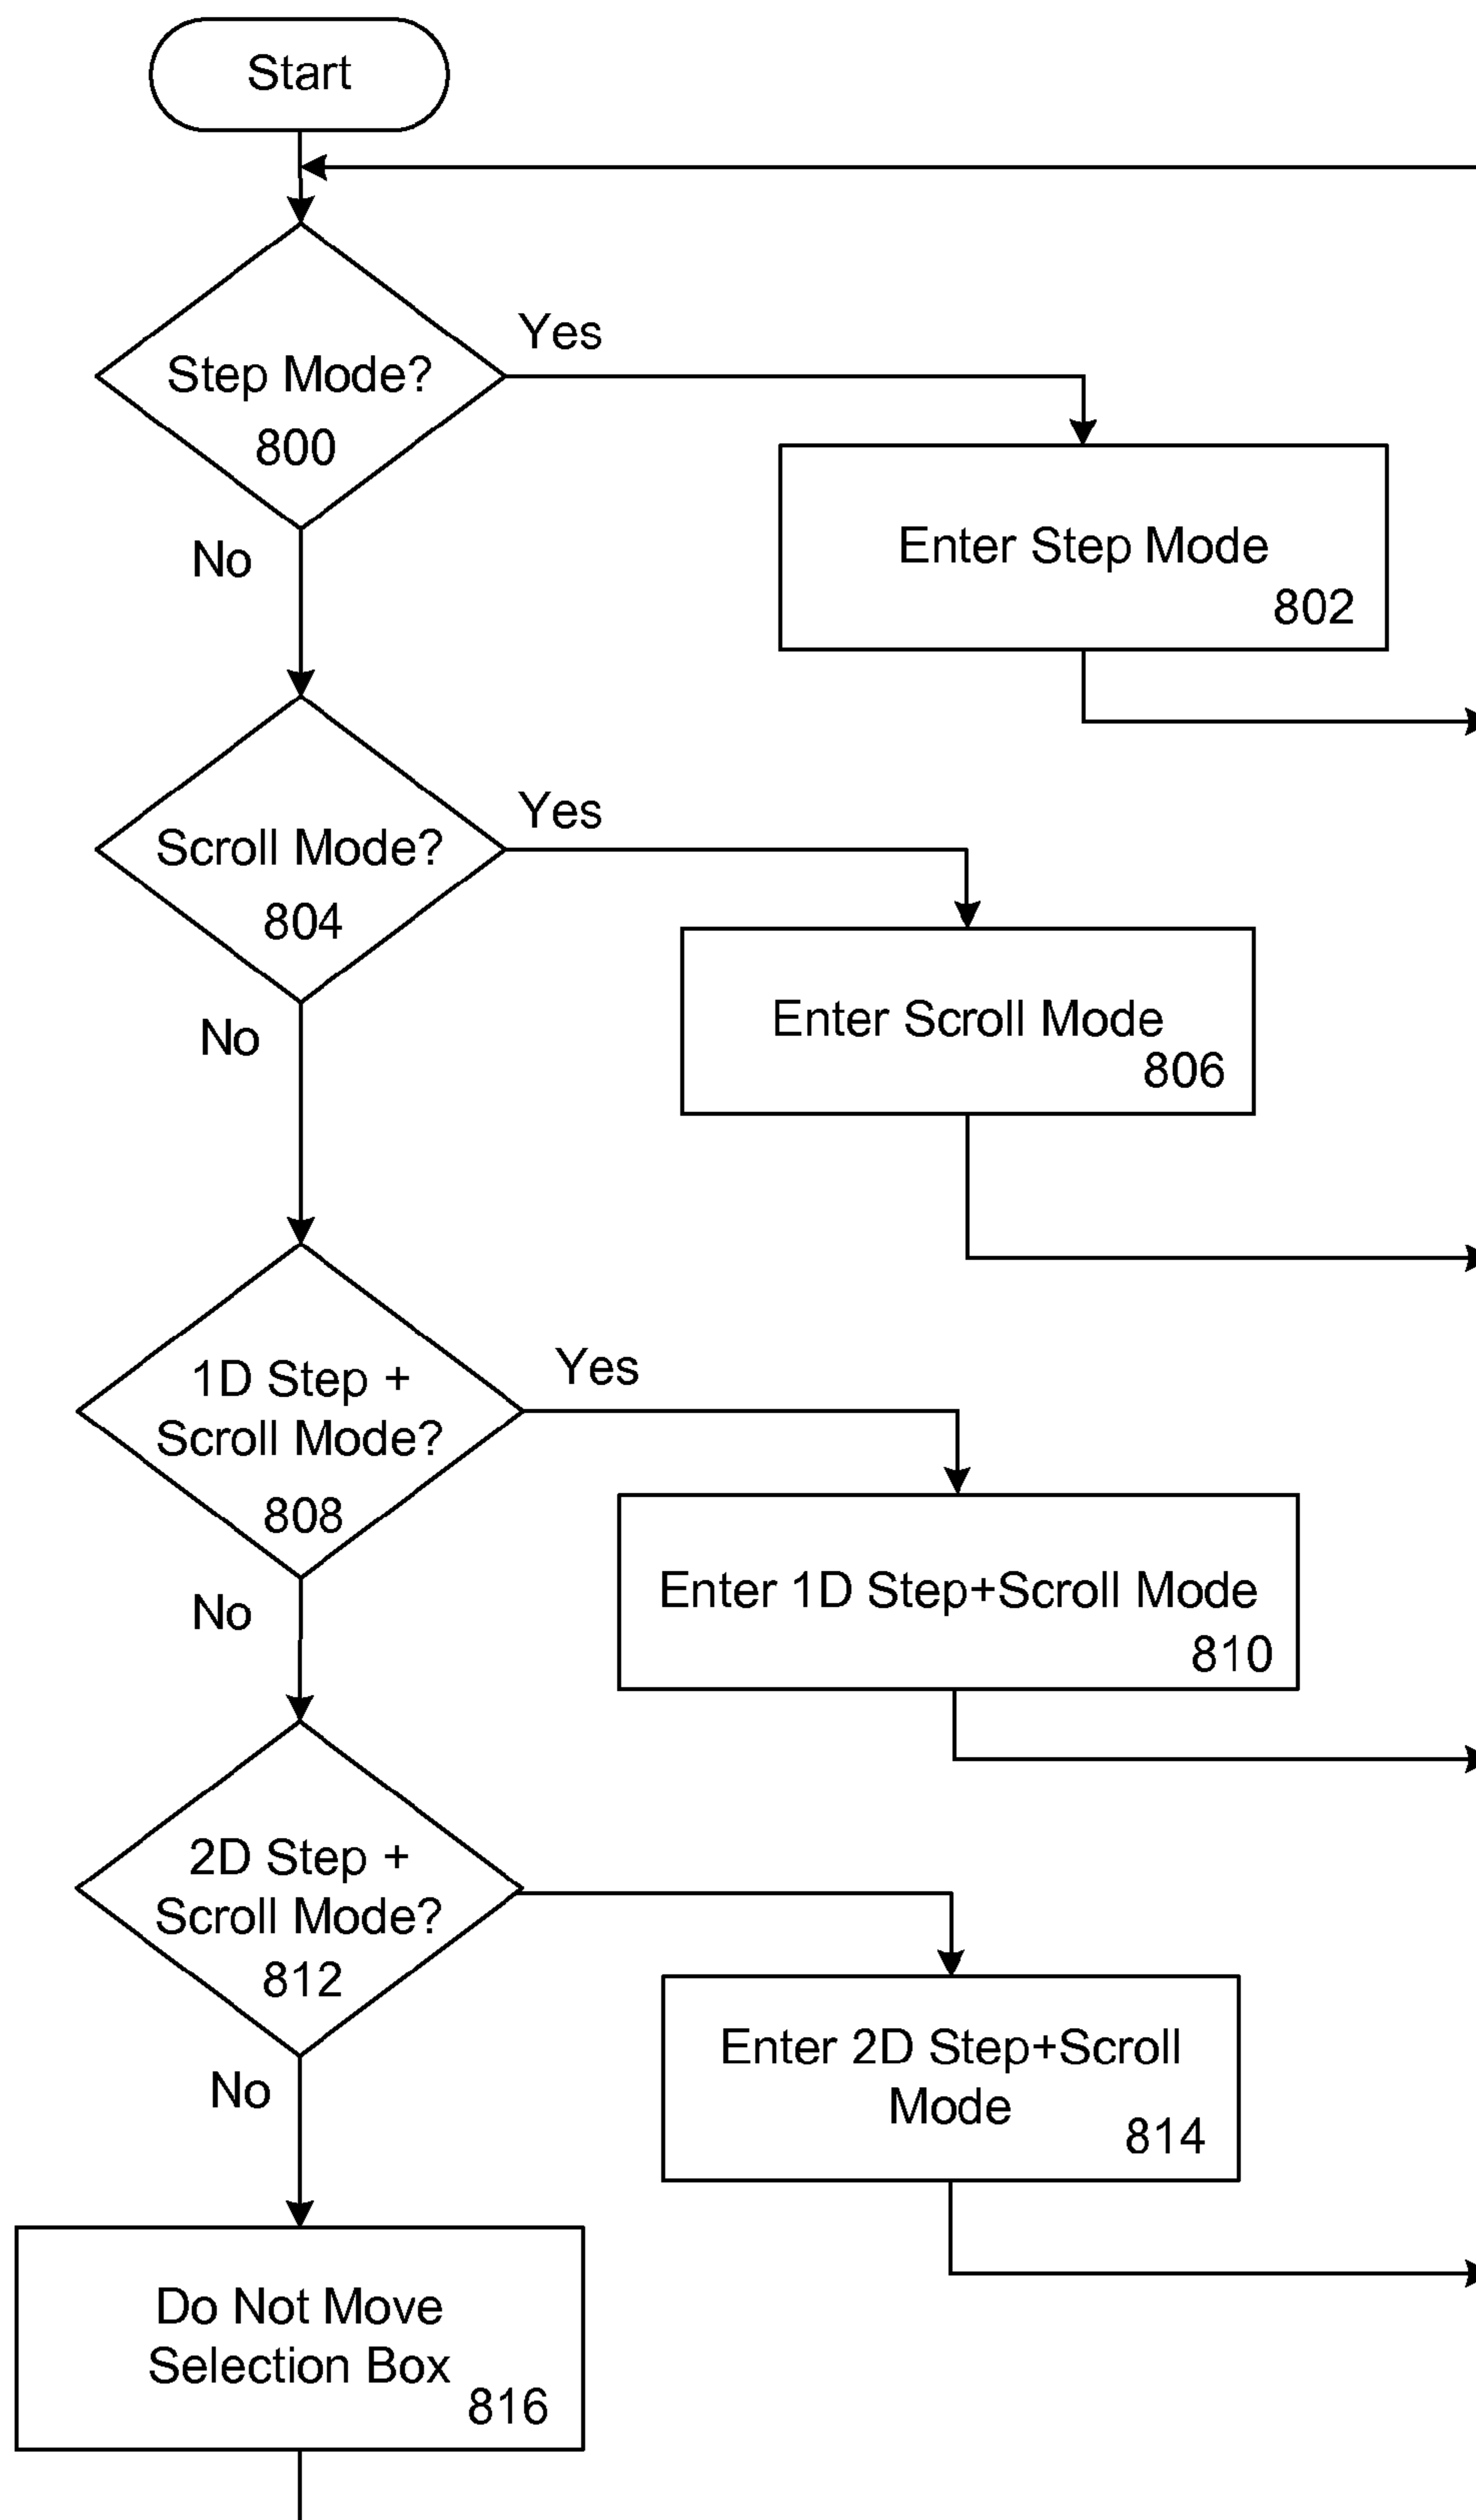 Start
Step Mode?
800
Yes
No
Enter Step Mode
802
Scroll Mode?
804
Yes
No
Enter Scroll Mode
806
1D Step +
Scroll Mode?
808
Yes
No
Enter 1D Step+Scroll Mode
810
2D Step +
Scroll Mode?
812
No
Enter 2D Step+Scroll
Mode
814
Do Not Move
Selection Box
816